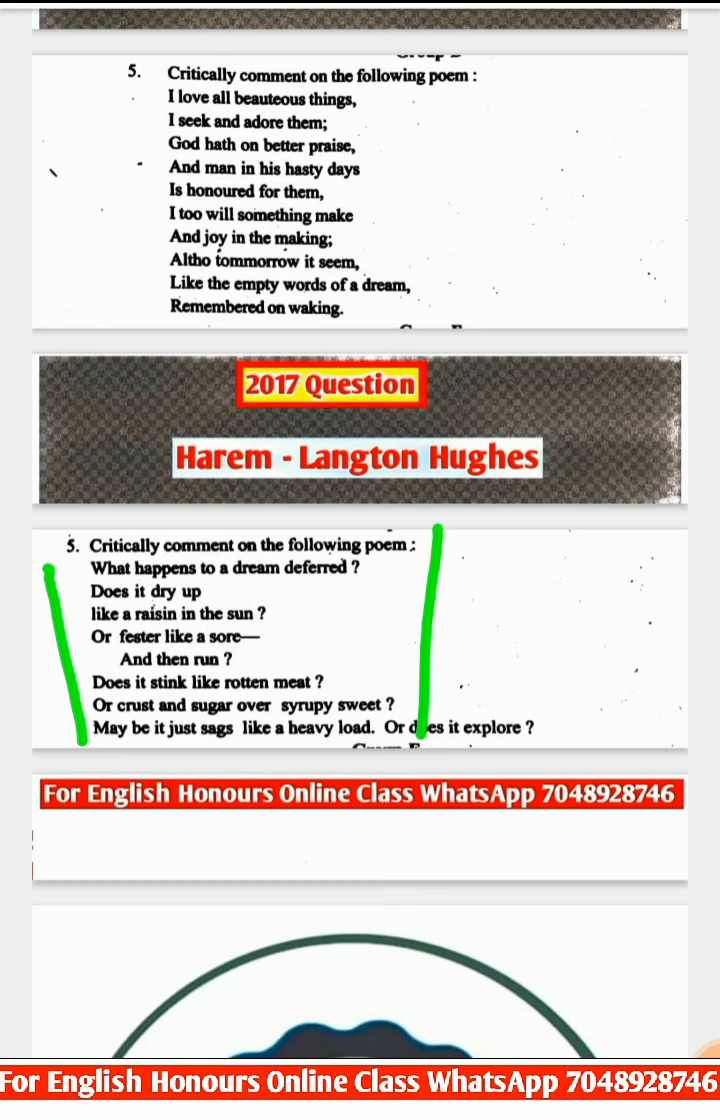 5. Critically comment on the following poem :
I love all beauteous things,
I seek and adore them;
God hath on better praise,
And man in his hasty days
Is honoured for them,
I too will something make
And joy in the making;
Altho tommorrow it seem,
Like the empty words of a dream,
Remembered on waking.
2017 Question
Harem - Langton Hughes
5. Critically comment on the following poem :
What happens to a dream deferred ?
Does it dry up
like a raisin in the sun ?
Or fester like a sore—
And then run ?
Does it stink like rotten meat ?
Or crust and sugar over syrupy sweet ?
May be it just sags like a heavy load. Or does it explore ?
For English Honours Online Class WhatsApp 7048928746
For English Honours Online Class WhatsApp 7048928746